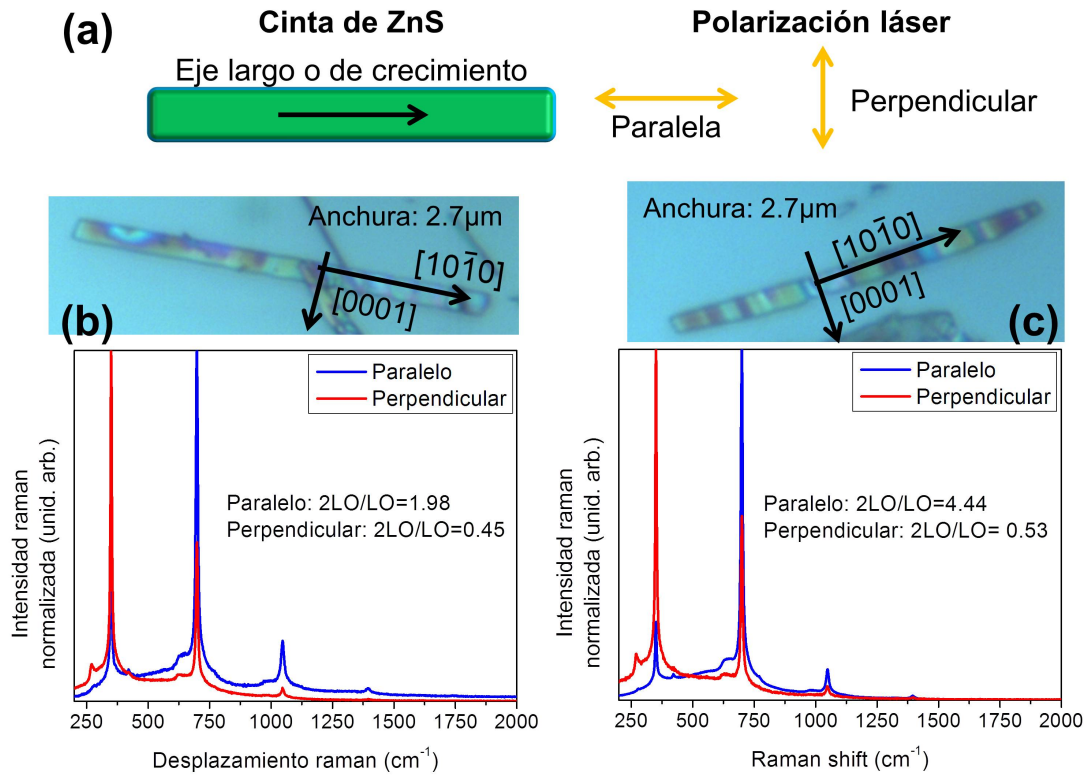 (a)
Cinta de ZnS
Polarización láser
Eje largo o de crecimiento
Paralela
Perpendicular
Anchura: 2.7μm
[101̄0]
[0001]
(b)
Anchura: 2.7μm
[101̄0]
[0001]
(c)
Paralelo
Perpendicular
Paralelo: 2LO/LO=1.98
Perpendicular: 2LO/LO=0.45
Intensidad raman
normalizada (unid. arb.)
250 500 750 1000 1250 1500 1750 2000
Desplazamiento raman (cm⁻¹)
Paralelo
Perpendicular
Paralelo: 2LO/LO=4.44
Perpendicular: 2LO/LO= 0.53
Intensidad raman
normalizada (unid. arb.)
250 500 750 1000 1250 1500 1750 2000
Raman shift (cm⁻¹)